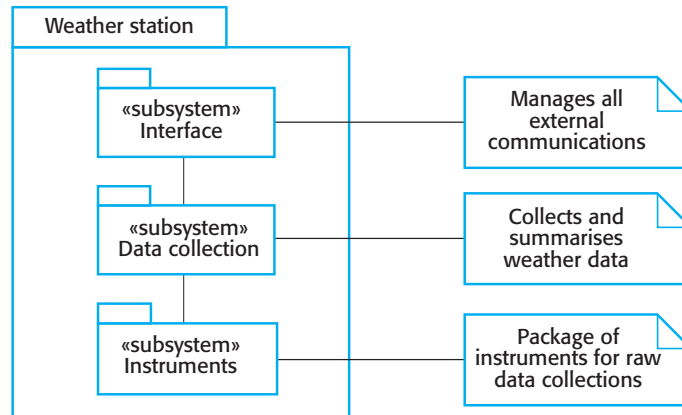 Weather station
«subsystem»
Interface
Manages all
external
communications
«subsystem»
Data collection
Collects and
summarises
weather data
«subsystem»
Instruments
Package of
instruments for raw
data collections